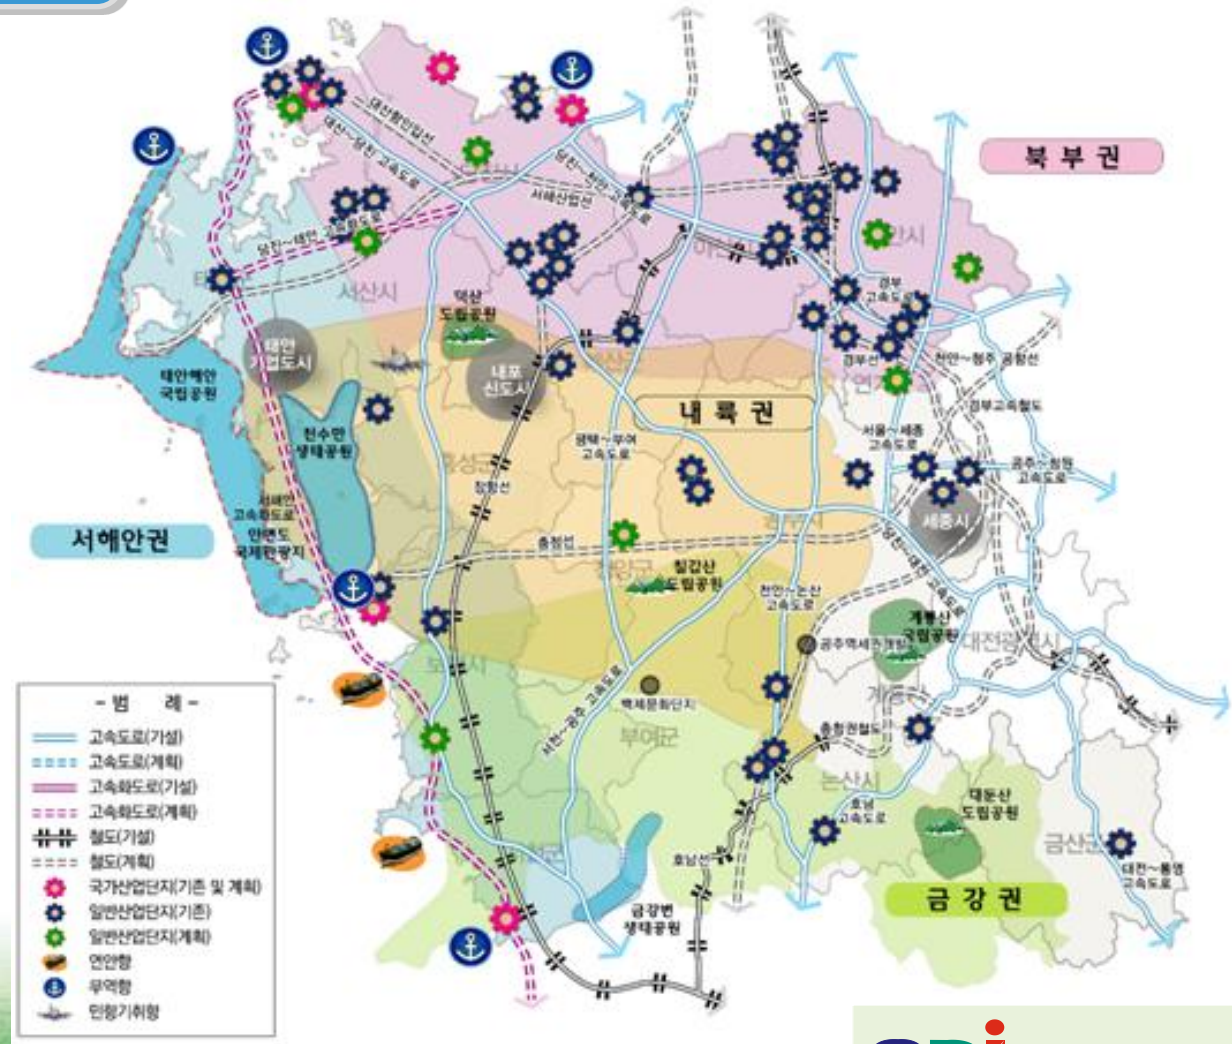 북부권
대산항인입선
대산~당진 고속도로
당진~천안 고속도로
서해산업선
당진~태안 고속화도로
서산시
덕산
도립공원
태안
기업도시
내포
신도시
태안해안
국립공원
천수만
생태공원
내륙권
경부
고속도로
경부선
천안~청주 공항선
경부고속철도
서울~세종
고속도로
공주~청원
고속도로
평택~부여
고속도로
홍성군
장항선
서해안
고속화도로
안면도
국제관광지
서해안권
세종시
충청선
청양군
칠갑산
도립공원
천안~논산
고속도로
당진~대전 고속도로
계룡산
국립공원
대전광역시
백제문화단지
서천~공주 고속도로
부여군
충청권철도
논산시
호남
고속도로
대둔산
도립공원
금산군
대전~통영
고속도로
호남선
금강변
생태공원
금강권
-범 례-
고속도로(기설)
고속도로(계획)
고속화도로(기설)
고속화도로(계획)
철도(기설)
철도(계획)
국가산업단지(기존 및 계획)
일반산업단지(기존)
일반산업단지(계획)
연안항
무역항
민항기취항